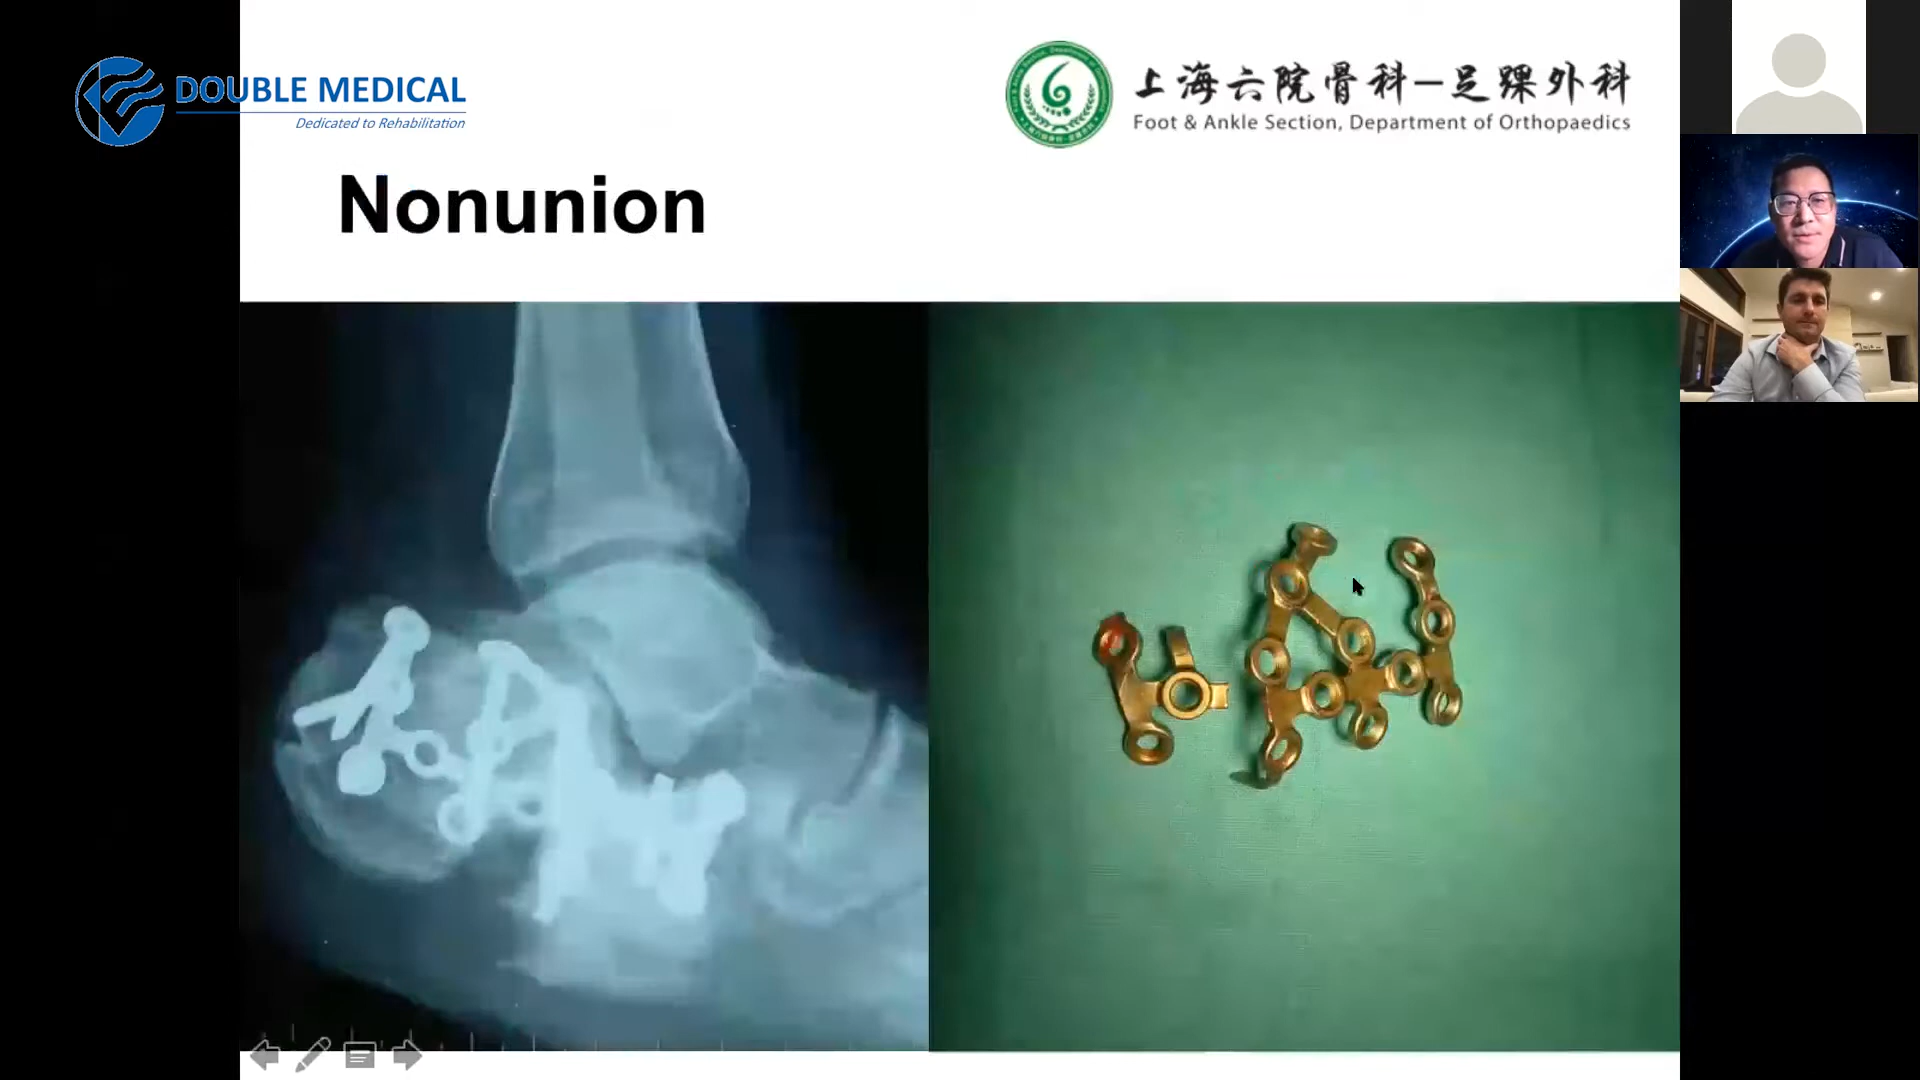 DOUBLE MEDICAL
Dedicated to Rehabilitation
上海六院骨科—足踝外科
Foot & Ankle Section, Department of Orthopaedics
Nonunion